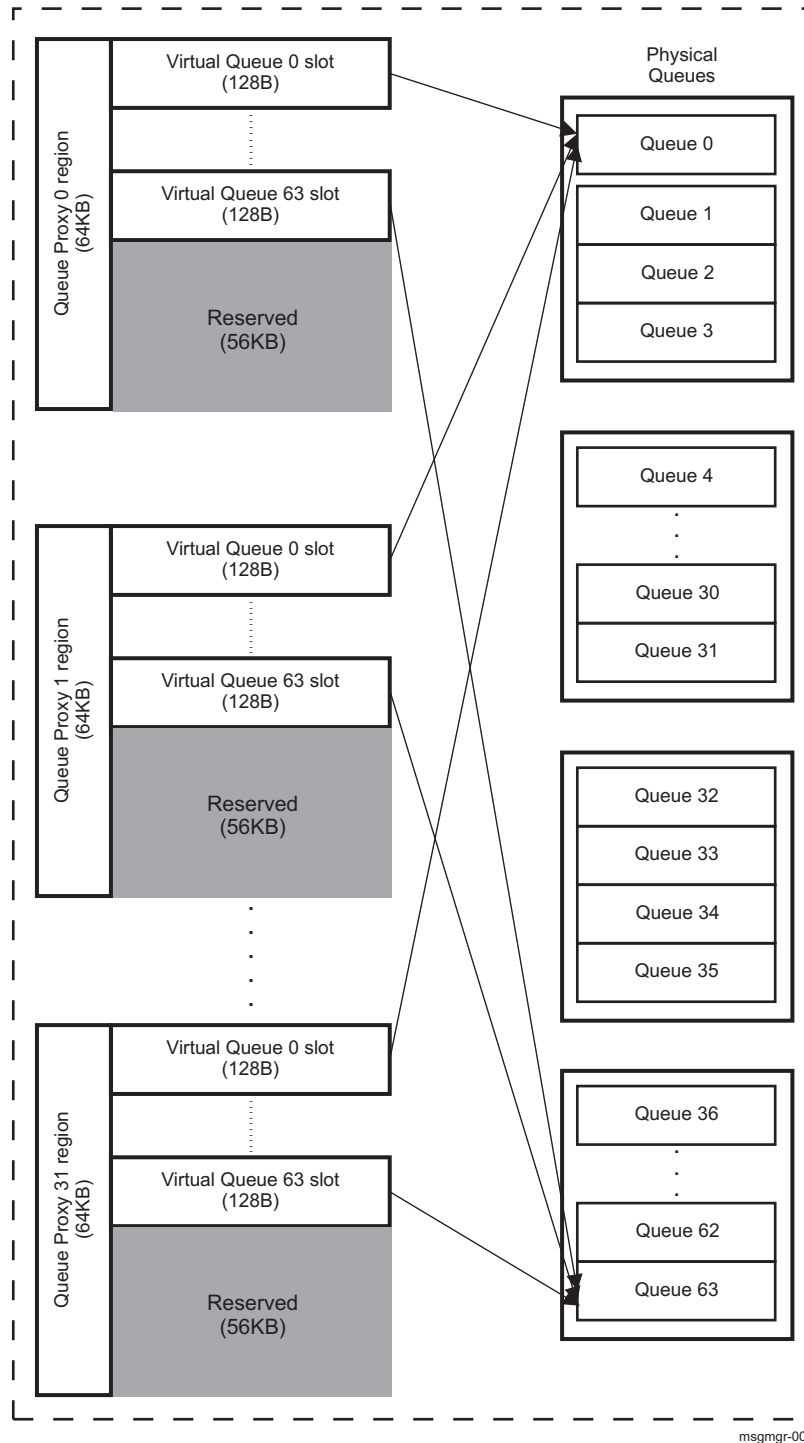 Queue Proxy 0 region
(64KB)
Virtual Queue 0 slot
(128B)
Virtual Queue 63 slot
(128B)
Reserved
(56KB)
Queue Proxy 1 region
(64KB)
Virtual Queue 0 slot
(128B)
Virtual Queue 63 slot
(128B)
Reserved
(56KB)
Queue Proxy 31 region
(64KB)
Virtual Queue 0 slot
(128B)
Virtual Queue 63 slot
(128B)
Reserved
(56KB)
Physical
Queues
Queue 0
Queue 1
Queue 2
Queue 3
Queue 4
Queue 30
Queue 31
Queue 32
Queue 33
Queue 34
Queue 35
Queue 36
Queue 62
Queue 63
msgmgr-00